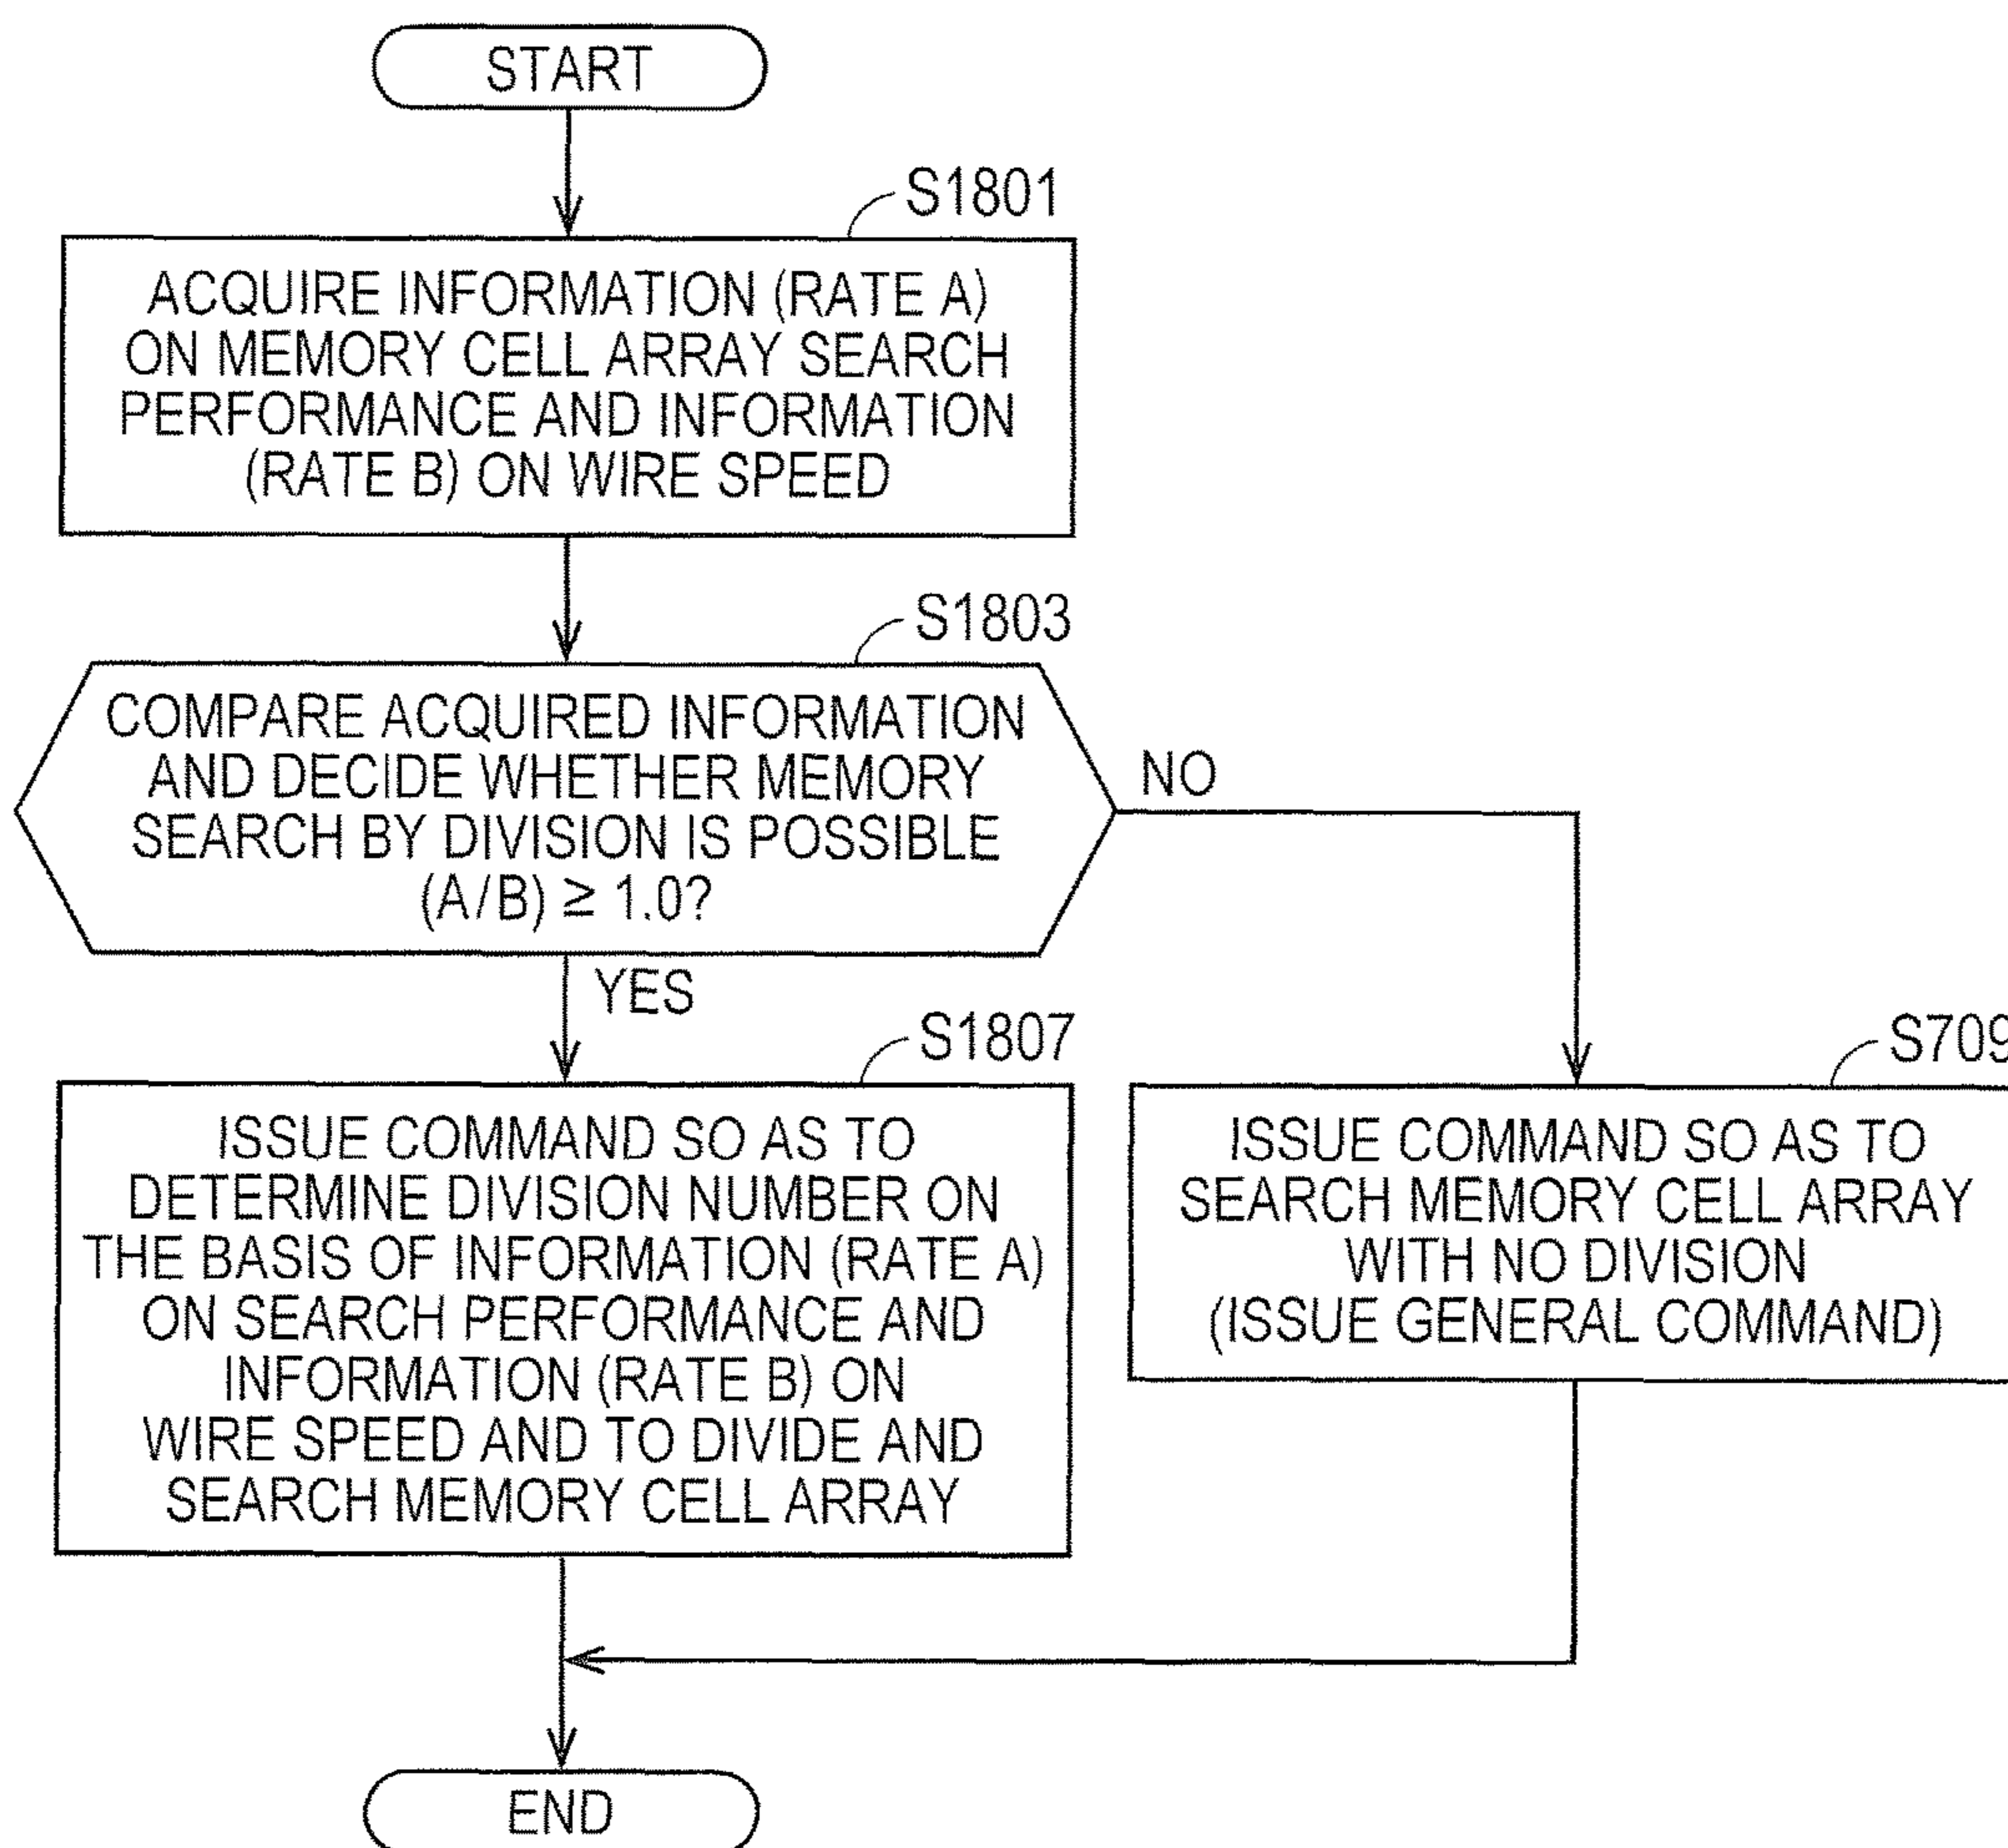 START
S1801
ACQUIRE INFORMATION (RATE A)
ON MEMORY CELL ARRAY SEARCH
PERFORMANCE AND INFORMATION
(RATE B) ON WIRE SPEED
S1803
COMPARE ACQUIRED INFORMATION
AND DECIDE WHETHER MEMORY
SEARCH BY DIVISION IS POSSIBLE
(A/B) ≥ 1.0?
NO
YES
S1807
ISSUE COMMAND SO AS TO
DETERMINE DIVISION NUMBER ON
THE BASIS OF INFORMATION (RATE A)
ON SEARCH PERFORMANCE AND
INFORMATION (RATE B) ON
WIRE SPEED AND TO DIVIDE AND
SEARCH MEMORY CELL ARRAY
S709
ISSUE COMMAND SO AS TO
SEARCH MEMORY CELL ARRAY
WITH NO DIVISION
(ISSUE GENERAL COMMAND)
END